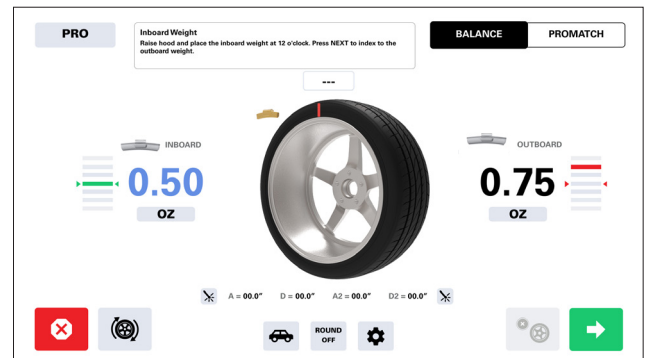 PRO
Inboard Weight
Raise hood and place the inboard weight at 12 o'clock. Press NEXT to index to the
outboard weight.
BALANCE
PROMATCH
---
INBOARD
0.50
OZ
OUTBOARD
0.75
OZ
A = 00.0" D = 00.0" A2 = 00.0" D2 = 00.0"
ROUND
OFF